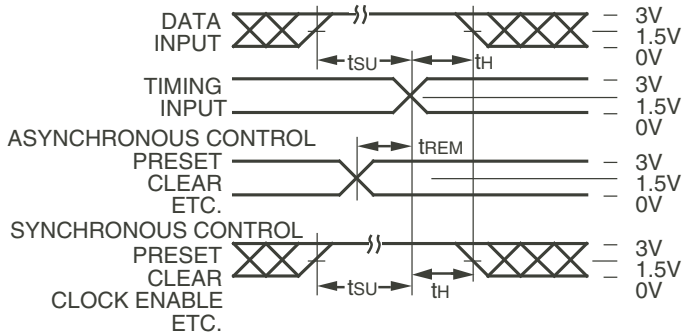 DATA
INPUT
tSU
tH
3V
1.5V
0V
TIMING
INPUT
3V
1.5V
0V
ASYNCHRONOUS CONTROL
PRESET
CLEAR
ETC.
tREM
3V
1.5V
0V
SYNCHRONOUS CONTROL
PRESET
CLEAR
CLOCK ENABLE
ETC.
tSU
tH
3V
1.5V
0V